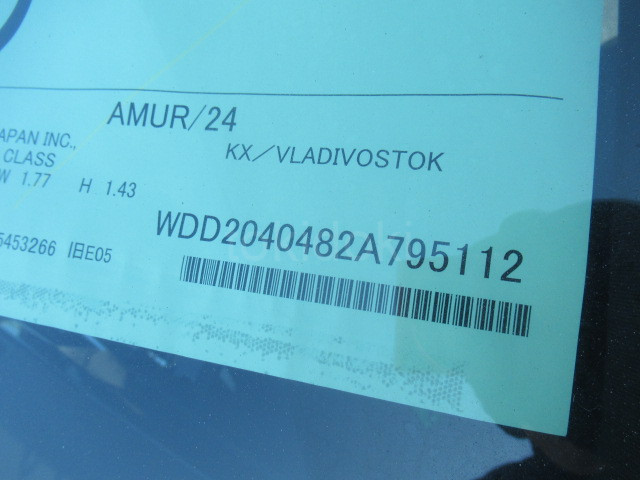 AMUR/24
APAN INC.,
KX/VLADIVOSTOK
CLASS
W 1.77 H 1.43
WDD2040482A795112
5453266 旧E05